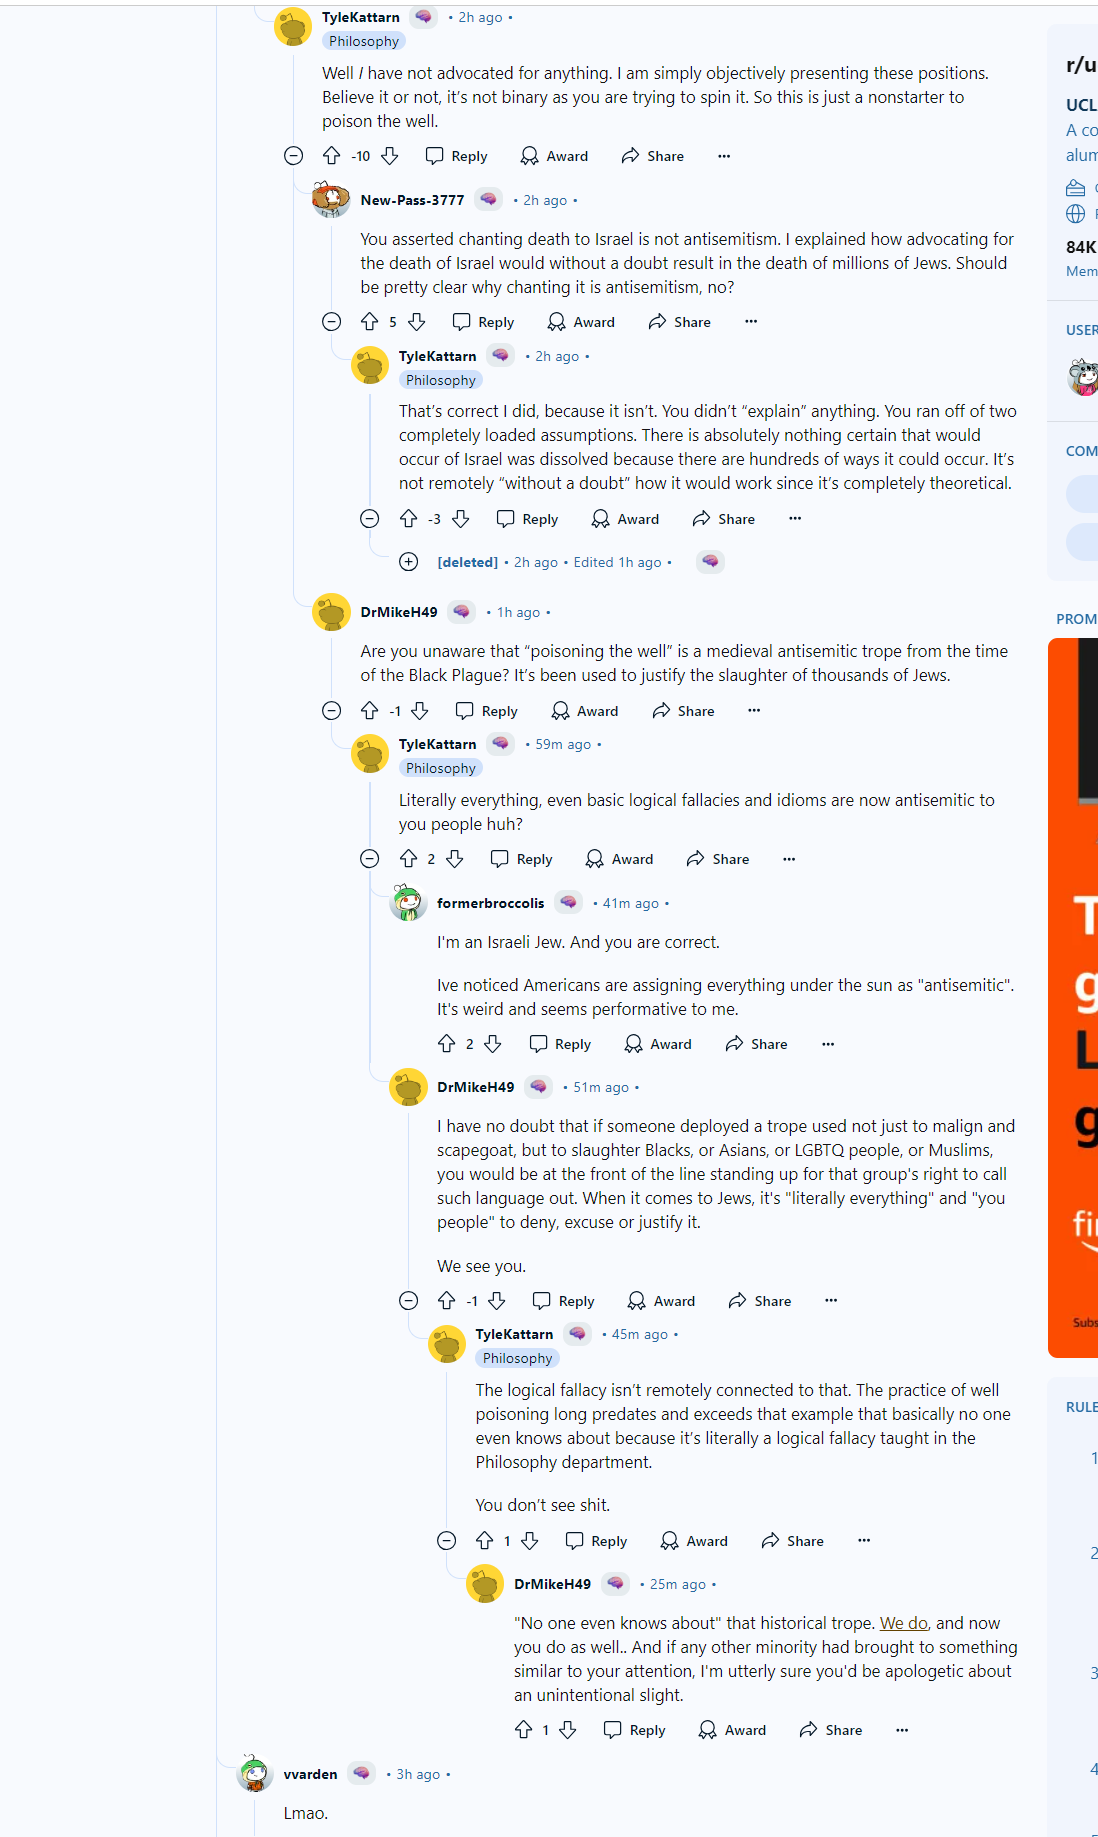 TyleKattarn • 2h ago •
Philosophy
Well I have not advocated for anything. I am simply objectively presenting these positions.
Believe it or not, it’s not binary as you are trying to spin it. So this is just a nonstarter to
poison the well.
-10 Reply Award Share ...
New-Pass-3777 • 2h ago •
You asserted chanting death to Israel is not antisemitism. I explained how advocating for
the death of Israel would without a doubt result in the death of millions of Jews. Should
be pretty clear why chanting it is antisemitism, no?
5 Reply Award Share ...
TyleKattarn • 2h ago •
Philosophy
That’s correct I did, because it isn’t. You didn’t “explain” anything. You ran off of two
completely loaded assumptions. There is absolutely nothing certain that would
occur of Israel was dissolved because there are hundreds of ways it could occur. It’s
not remotely “without a doubt” how it would work since it’s completely theoretical.
-3 Reply Award Share ...
[deleted] • 2h ago • Edited 1h ago •
DrMikeH49 • 1h ago •
Are you unaware that “poisoning the well” is a medieval antisemitic trope from the time
of the Black Plague? It’s been used to justify the slaughter of thousands of Jews.
-1 Reply Award Share ...
TyleKattarn • 59m ago •
Philosophy
Literally everything, even basic logical fallacies and idioms are now antisemitic to
you people huh?
2 Reply Award Share ...
formerbroccolis • 41m ago •
I'm an Israeli Jew. And you are correct.
Ive noticed Americans are assigning everything under the sun as "antisemitic".
It's weird and seems performative to me.
2 Reply Award Share ...
DrMikeH49 • 51m ago •
I have no doubt that if someone deployed a trope used not just to malign and
scapegoat, but to slaughter Blacks, or Asians, or LGBTQ people, or Muslims,
you would be at the front of the line standing up for that group's right to call
such language out. When it comes to Jews, it's "literally everything" and "you
people" to deny, excuse or justify it.
We see you.
-1 Reply Award Share ...
TyleKattarn • 45m ago •
Philosophy
The logical fallacy isn’t remotely connected to that. The practice of well
poisoning long predates and exceeds that example that basically no one
even knows about because it’s literally a logical fallacy taught in the
Philosophy department.
You don’t see shit.
1 Reply Award Share ...
DrMikeH49 • 25m ago •
"No one even knows about" that historical trope. We do, and now
you do as well.. And if any other minority had brought to something
similar to your attention, I'm utterly sure you'd be apologetic about
an unintentional slight.
1 Reply Award Share ...
vvarden • 3h ago •
Lmao.
r/u
UCL
A co
alum
84K
Mem
USER
COM
PROM
T
g
L
g
fir
Subs
RULE
1
2
3
4